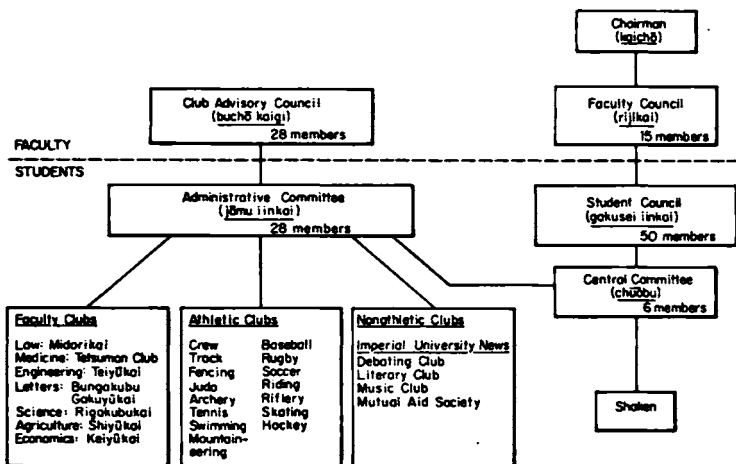 Chairman
(kaichō)
Club Advisory Council
(buchō kaigi)
28 members
Faculty Council
(rijikai)
15 members
FACULTY
STUDENTS
Administrative Committee
(jōmu iinkai)
28 members
Student Council
(gakusei iinkai)
50 members
Central Committee
(chūōbu)
6 members
Faculty Clubs
Law: Midorikai
Medicine: Tetsumon Club
Engineering: Teiyūkai
Letters: Bungakubu
Gakuyūkai
Science: Rigakubukai
Agriculture: Shiyūkai
Economics: Keiyūkai
Athletic Clubs
Crew
Track
Fencing
Judo
Archery
Tennis
Swimming
Mountain-
eering
Baseball
Rugby
Soccer
Riding
Riflery
Skating
Hockey
Nonathletic Clubs
Imperial University News
Debating Club
Literary Club
Music Club
Mutual Aid Society
Shaken